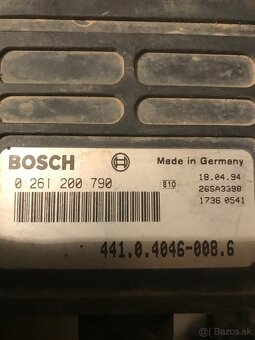 BOSCH
Made in Germany
0 261 200 790
810
18.04.94
26SA3398
1736 0541
441.0.4046-008.6
bazar.sk